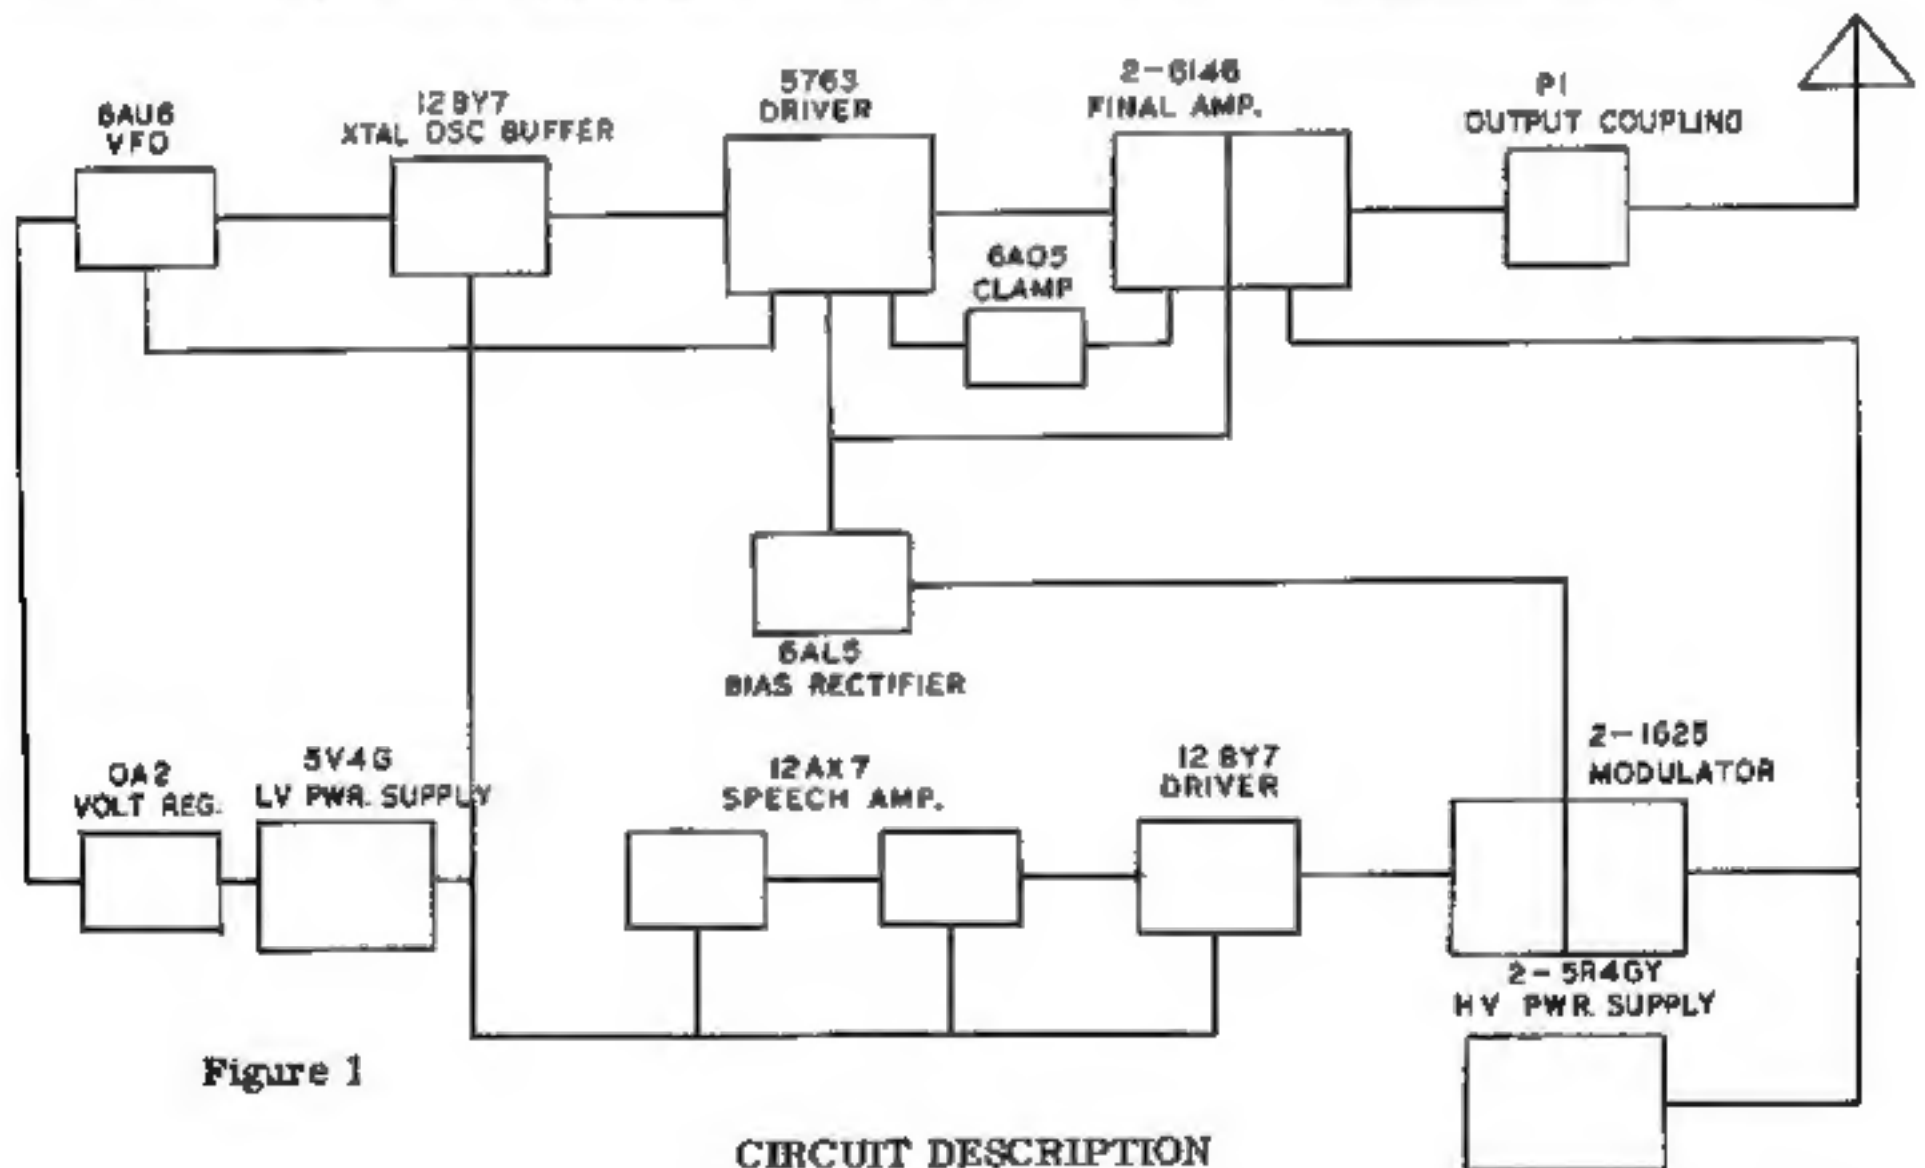 6AU6
VFO
12BY7
XTAL OSC BUFFER
5763
DRIVER
2-6146
FINAL AMP.
PI
OUTPUT COUPLING
6AQ5
CLAMP
6AL5
BIAS RECTIFIER
OA2
VOLT REG.
5V4G
LV PWR. SUPPLY
12AX7
SPEECH AMP.
12BY7
DRIVER
2-1625
MODULATOR
2-5R4GY
HV PWR. SUPPLY
Figure 1
CIRCUIT DESCRIPTION